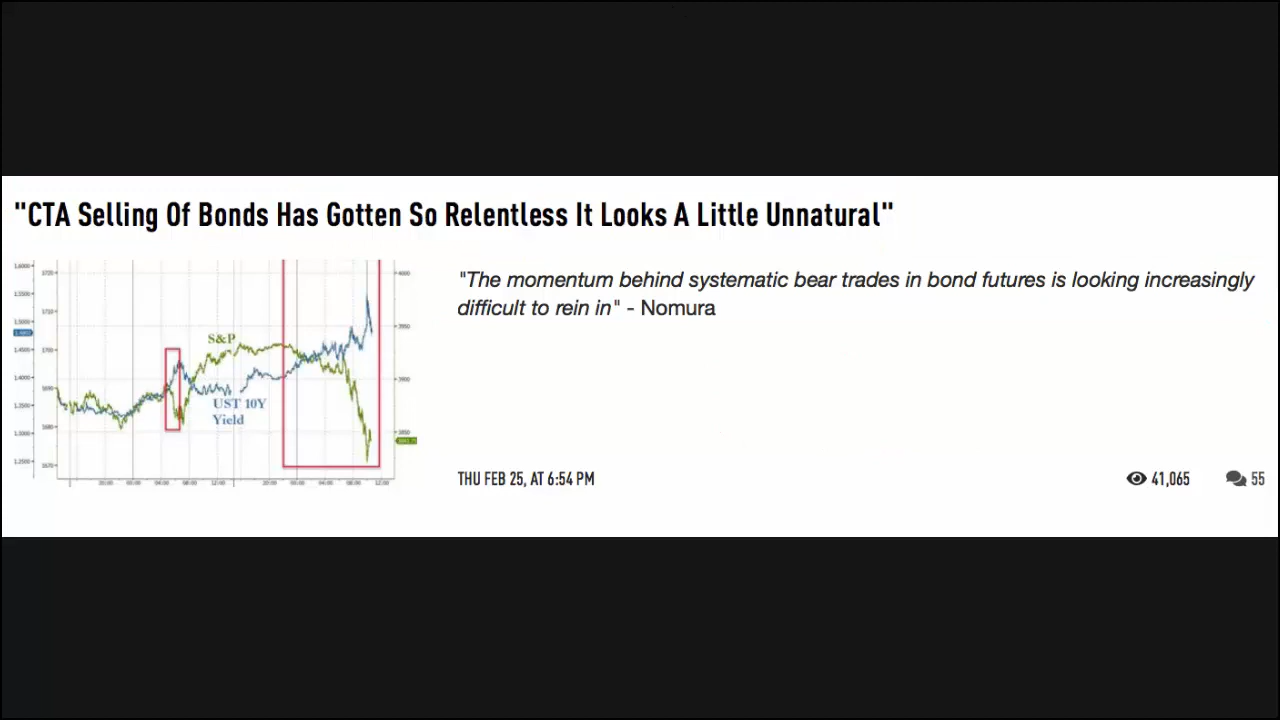 "CTA Selling Of Bonds Has Gotten So Relentless It Looks A Little Unnatural"
"The momentum behind systematic bear trades in bond futures is looking increasingly
difficult to rein in" - Nomura
S&P
UST 10Y
Yield
THU FEB 25, AT 6:54 PM
41,065
55